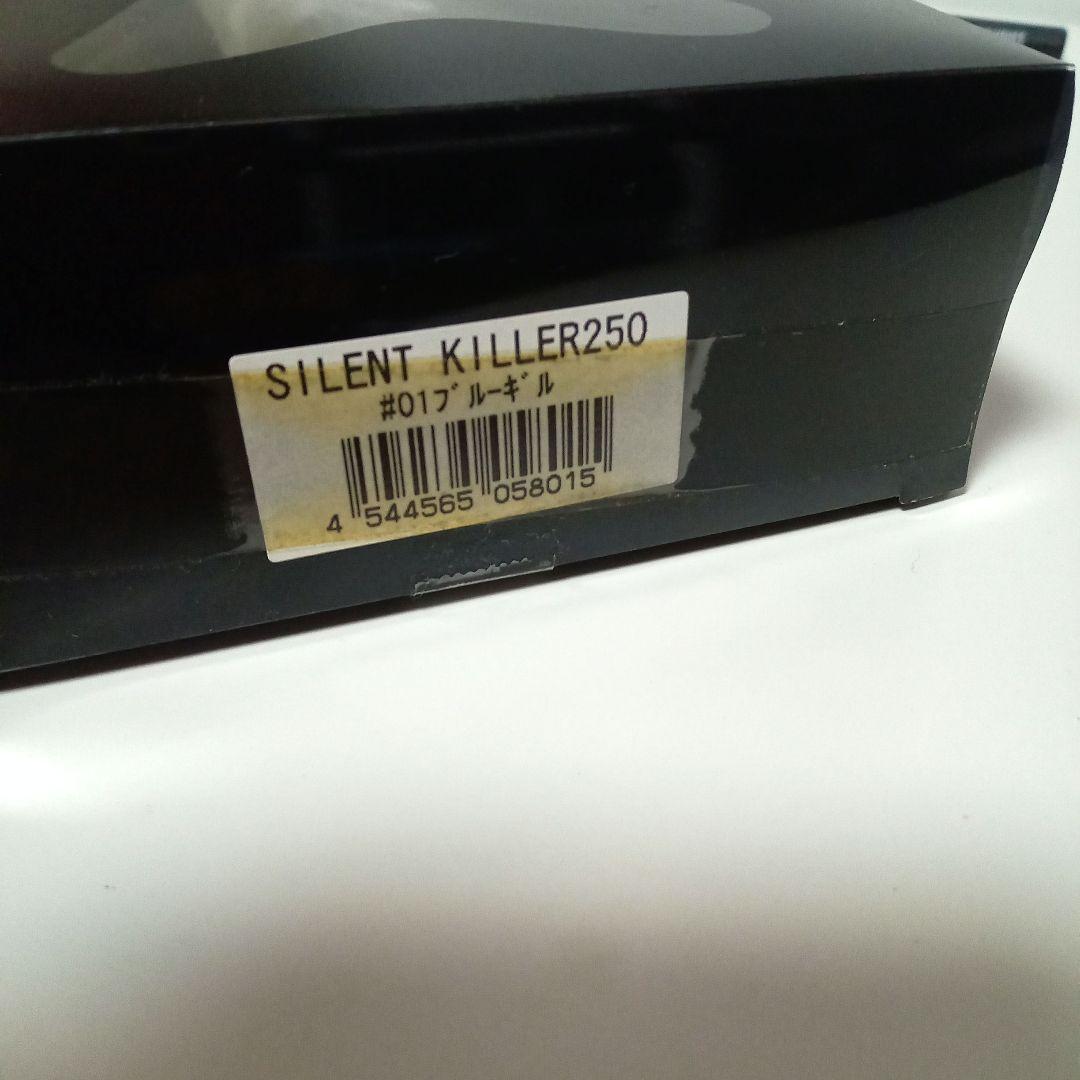 SILENT KILLER250
#01ﾌﾞﾙｰｷﾞﾙ
4 544565 058015